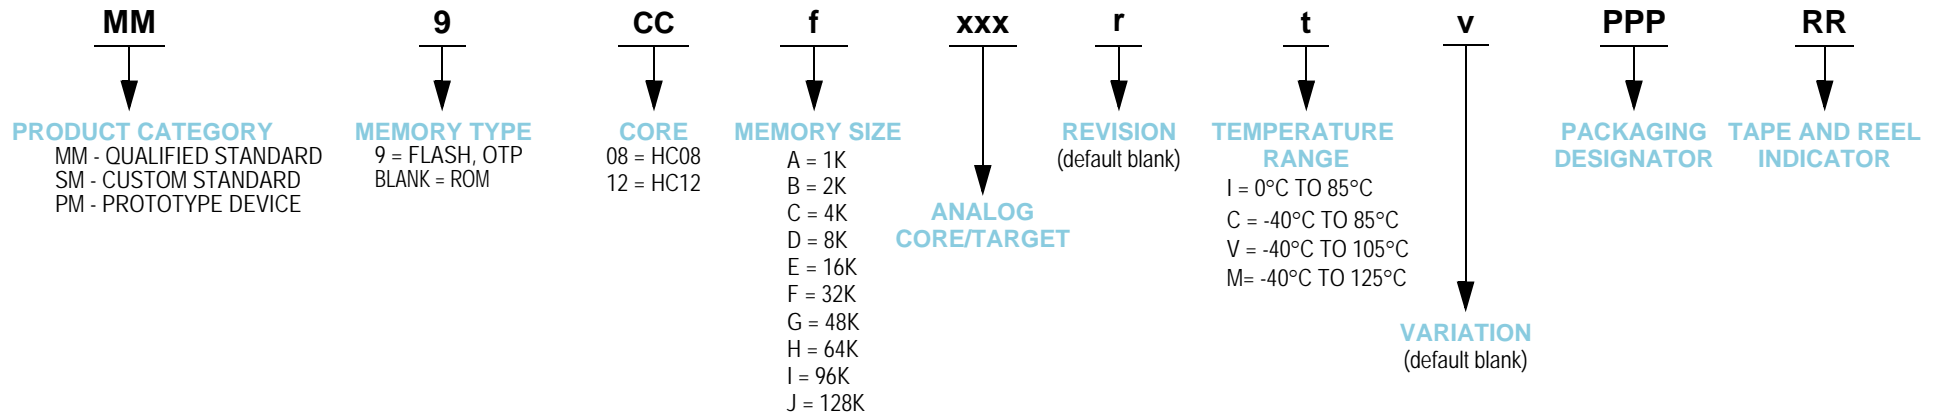 MM 9 CC f xxx r t v PPP RR
PRODUCT CATEGORY
MM - QUALIFIED STANDARD
SM - CUSTOM STANDARD
PM - PROTOTYPE DEVICE
MEMORY TYPE
9 = FLASH, OTP
BLANK = ROM
CORE
08 = HC08
12 = HC12
MEMORY SIZE
A = 1K
B = 2K
C = 4K
D = 8K
E = 16K
F = 32K
G = 48K
H = 64K
I = 96K
J = 128K
ANALOG
CORE/TARGET
REVISION
(default blank)
TEMPERATURE
RANGE
I = 0°C TO 85°C
C = -40°C TO 85°C
V = -40°C TO 105°C
M= -40°C TO 125°C
VARIATION
(default blank)
PACKAGING
DESIGNATOR
TAPE AND REEL
INDICATOR